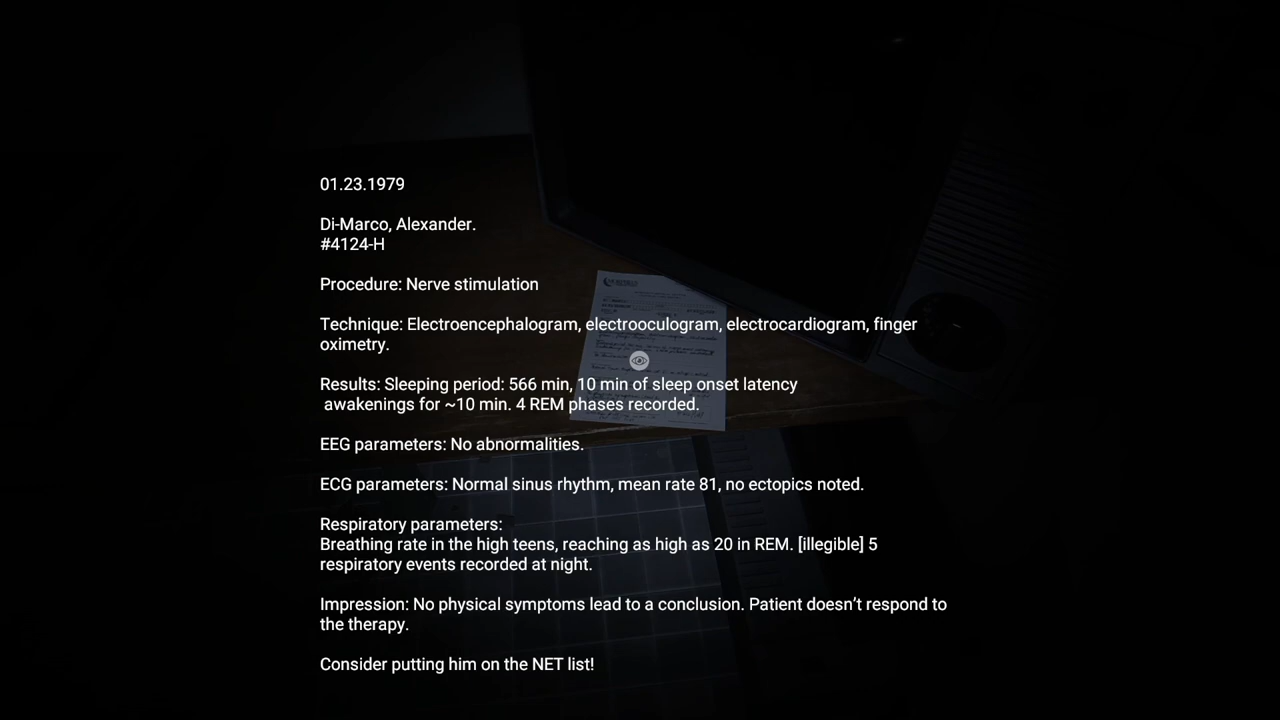 01.23.1979
Di-Marco, Alexander.
#4124-H
Procedure: Nerve stimulation
Technique: Electroencephalogram, electrooculogram, electrocardiogram, finger
oximetry.
Results: Sleeping period: 566 min, 10 min of sleep onset latency
awakenings for ~10 min. 4 REM phases recorded.
EEG parameters: No abnormalities.
ECG parameters: Normal sinus rhythm, mean rate 81, no ectopics noted.
Respiratory parameters:
Breathing rate in the high teens, reaching as high as 20 in REM. [illegible] 5
respiratory events recorded at night.
Impression: No physical symptoms lead to a conclusion. Patient doesn’t respond to
the therapy.
Consider putting him on the NET list!